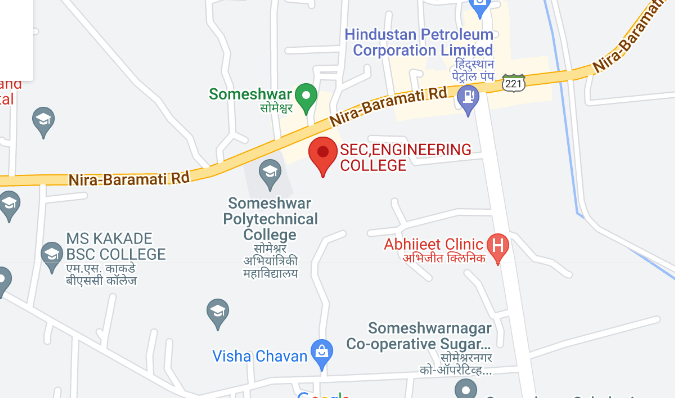 Hindustan Petroleum
Corporation Limited
हिंदुस्थान
पेट्रोल पंप
Nira-Baramati
221
Nira-Baramati Rd
Someshwar
सोमेश्वर
SEC,ENGINEERING
COLLEGE
Nira-Baramati Rd
Someshwar
Polytechnical
College
सोमेश्वर
अभियांत्रिकी
महाविद्यालय
MS KAKADE
BSC COLLEGE
एम.एस. काकडे
बीएससी कॉलेज
Abhijeet Clinic
H
अभिजीत क्लिनिक
Someshwarnagar
Co-operative Sugar...
सोमेश्वरनगर
को-ऑपरेटिव्ह...
Visha Chavan